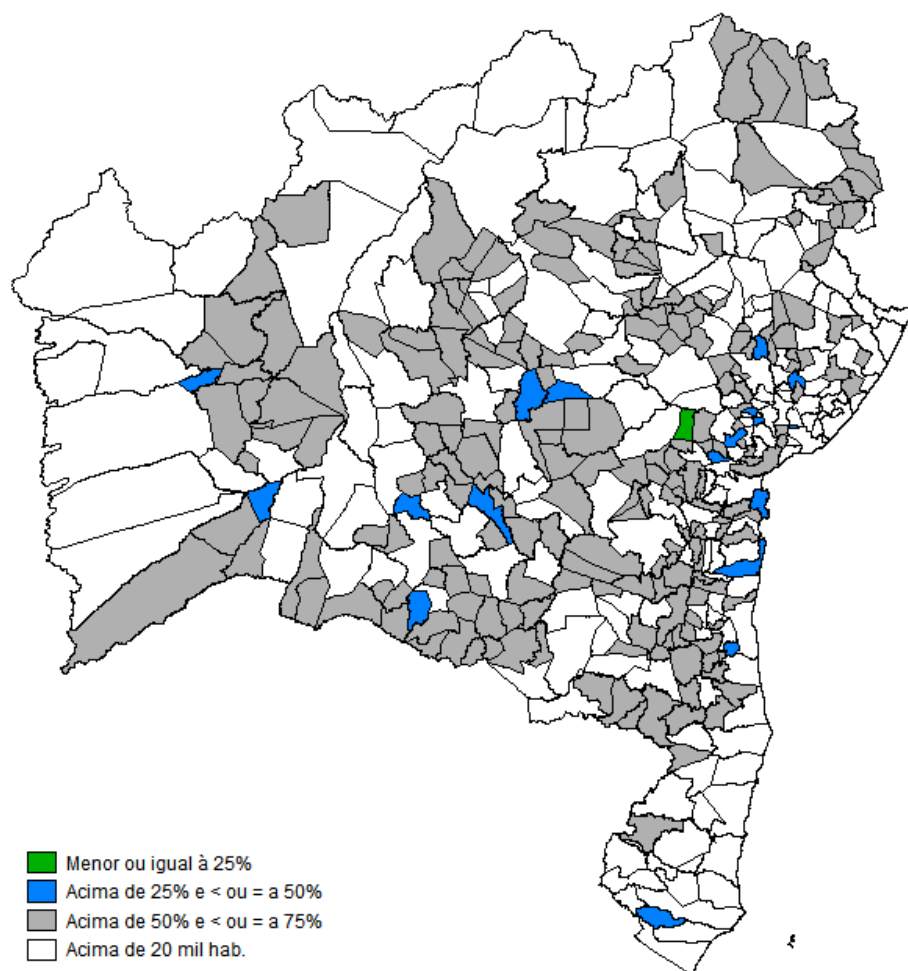 Menor ou igual à 25%
Acima de 25% e < ou = a 50%
Acima de 50% e < ou = a 75%
Acima de 20 mil hab.